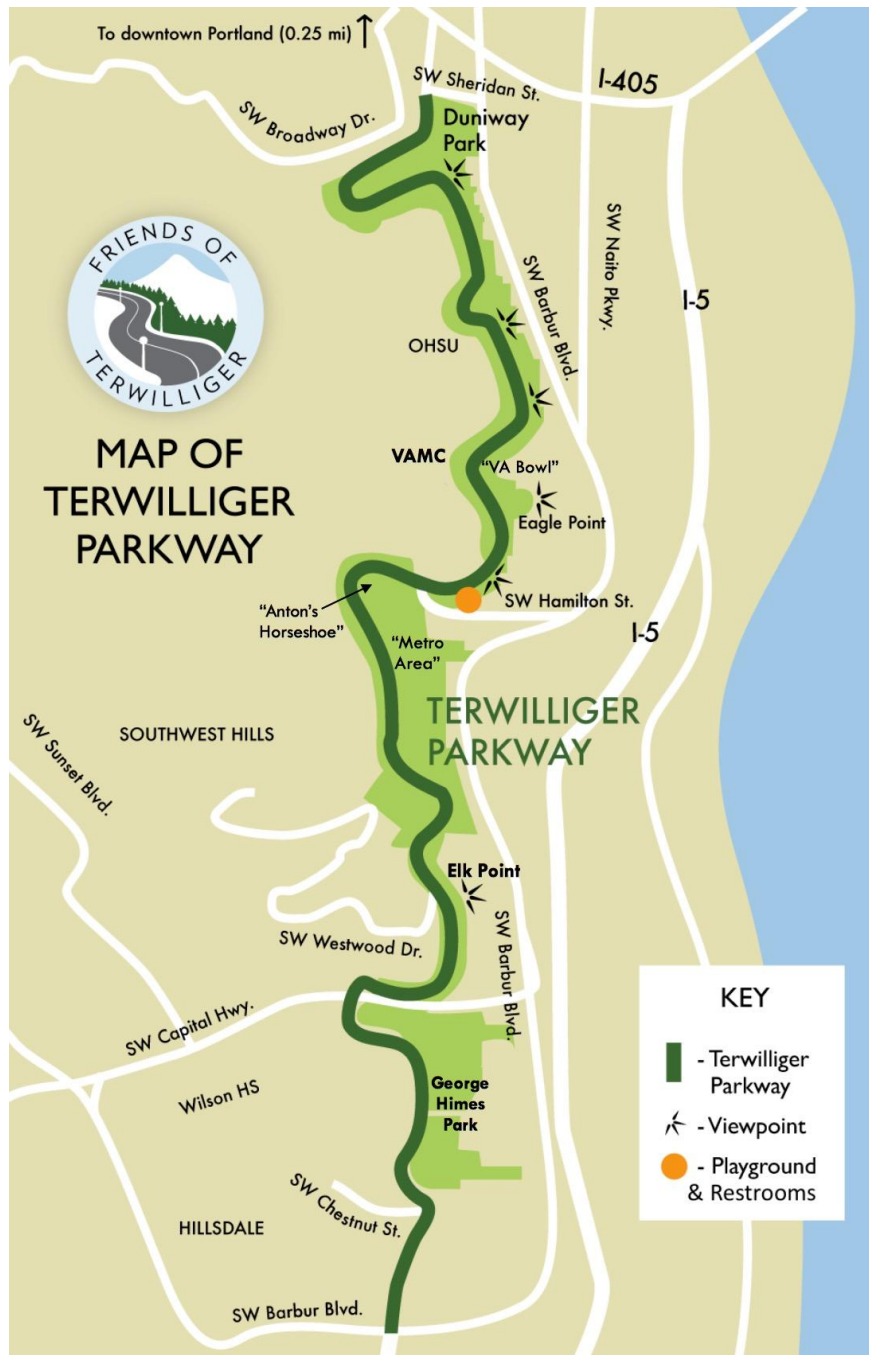 To downtown Portland (0.25 mi)
SW Sheridan St.
I-405
SW Broadway Dr.
Duniway
Park
FRIENDS OF
TERWILLIGER
SW Naito Pkwy.
SW Barbur Blvd.
I-5
OHSU
MAP OF
TERWILLIGER
PARKWAY
VAMC
"VA Bowl"
Eagle Point
"Anton's
Horseshoe"
SW Hamilton St.
I-5
"Metro
Area"
TERWILLIGER
PARKWAY
SOUTHWEST HILLS
SW Sunset Blvd.
Elk Point
SW Westwood Dr.
SW Barbur Blvd.
SW Capital Hwy.
George
Himes
Park
Wilson HS
SW Chestnut St.
HILLSDALE
SW Barbur Blvd.
KEY
- Terwilliger
Parkway
- Viewpoint
- Playground
& Restrooms